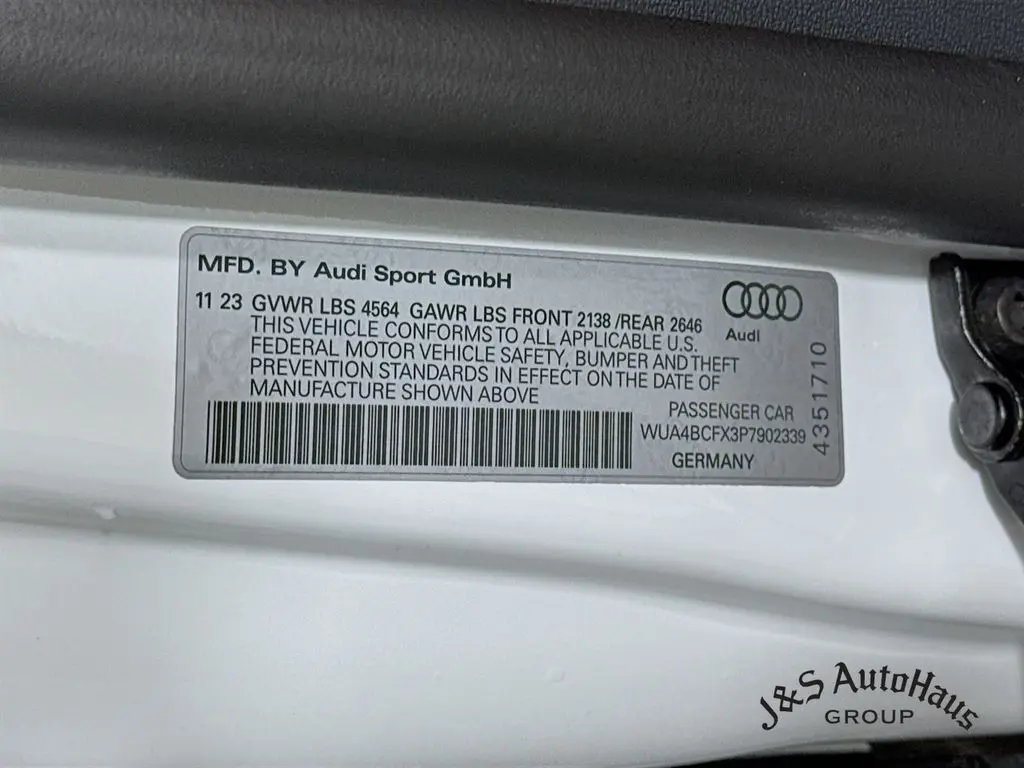 MFD. BY Audi Sport GmbH
11 23 GVWR LBS 4564 GAWR LBS FRONT 2138 /REAR 2646
THIS VEHICLE CONFORMS TO ALL APPLICABLE U.S.
FEDERAL MOTOR VEHICLE SAFETY, BUMPER AND THEFT
PREVENTION STANDARDS IN EFFECT ON THE DATE OF
MANUFACTURE SHOWN ABOVE
Audi
PASSENGER CAR
WUA4BCFX3P7902339
GERMANY
4351710
J&S AutoHaus
GROUP